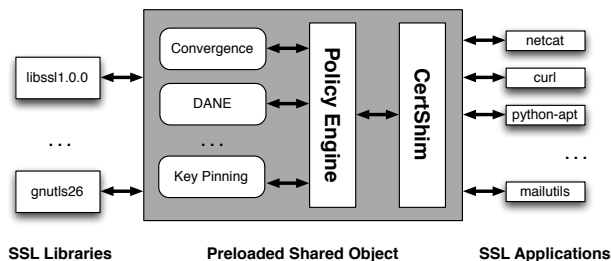 libssl1.0.0
. . .
gnutls26
SSL Libraries
Convergence
DANE
. . .
Key Pinning
Policy Engine
CertShim
Preloaded Shared Object
netcat
curl
python-apt
. . .
mailutils
SSL Applications